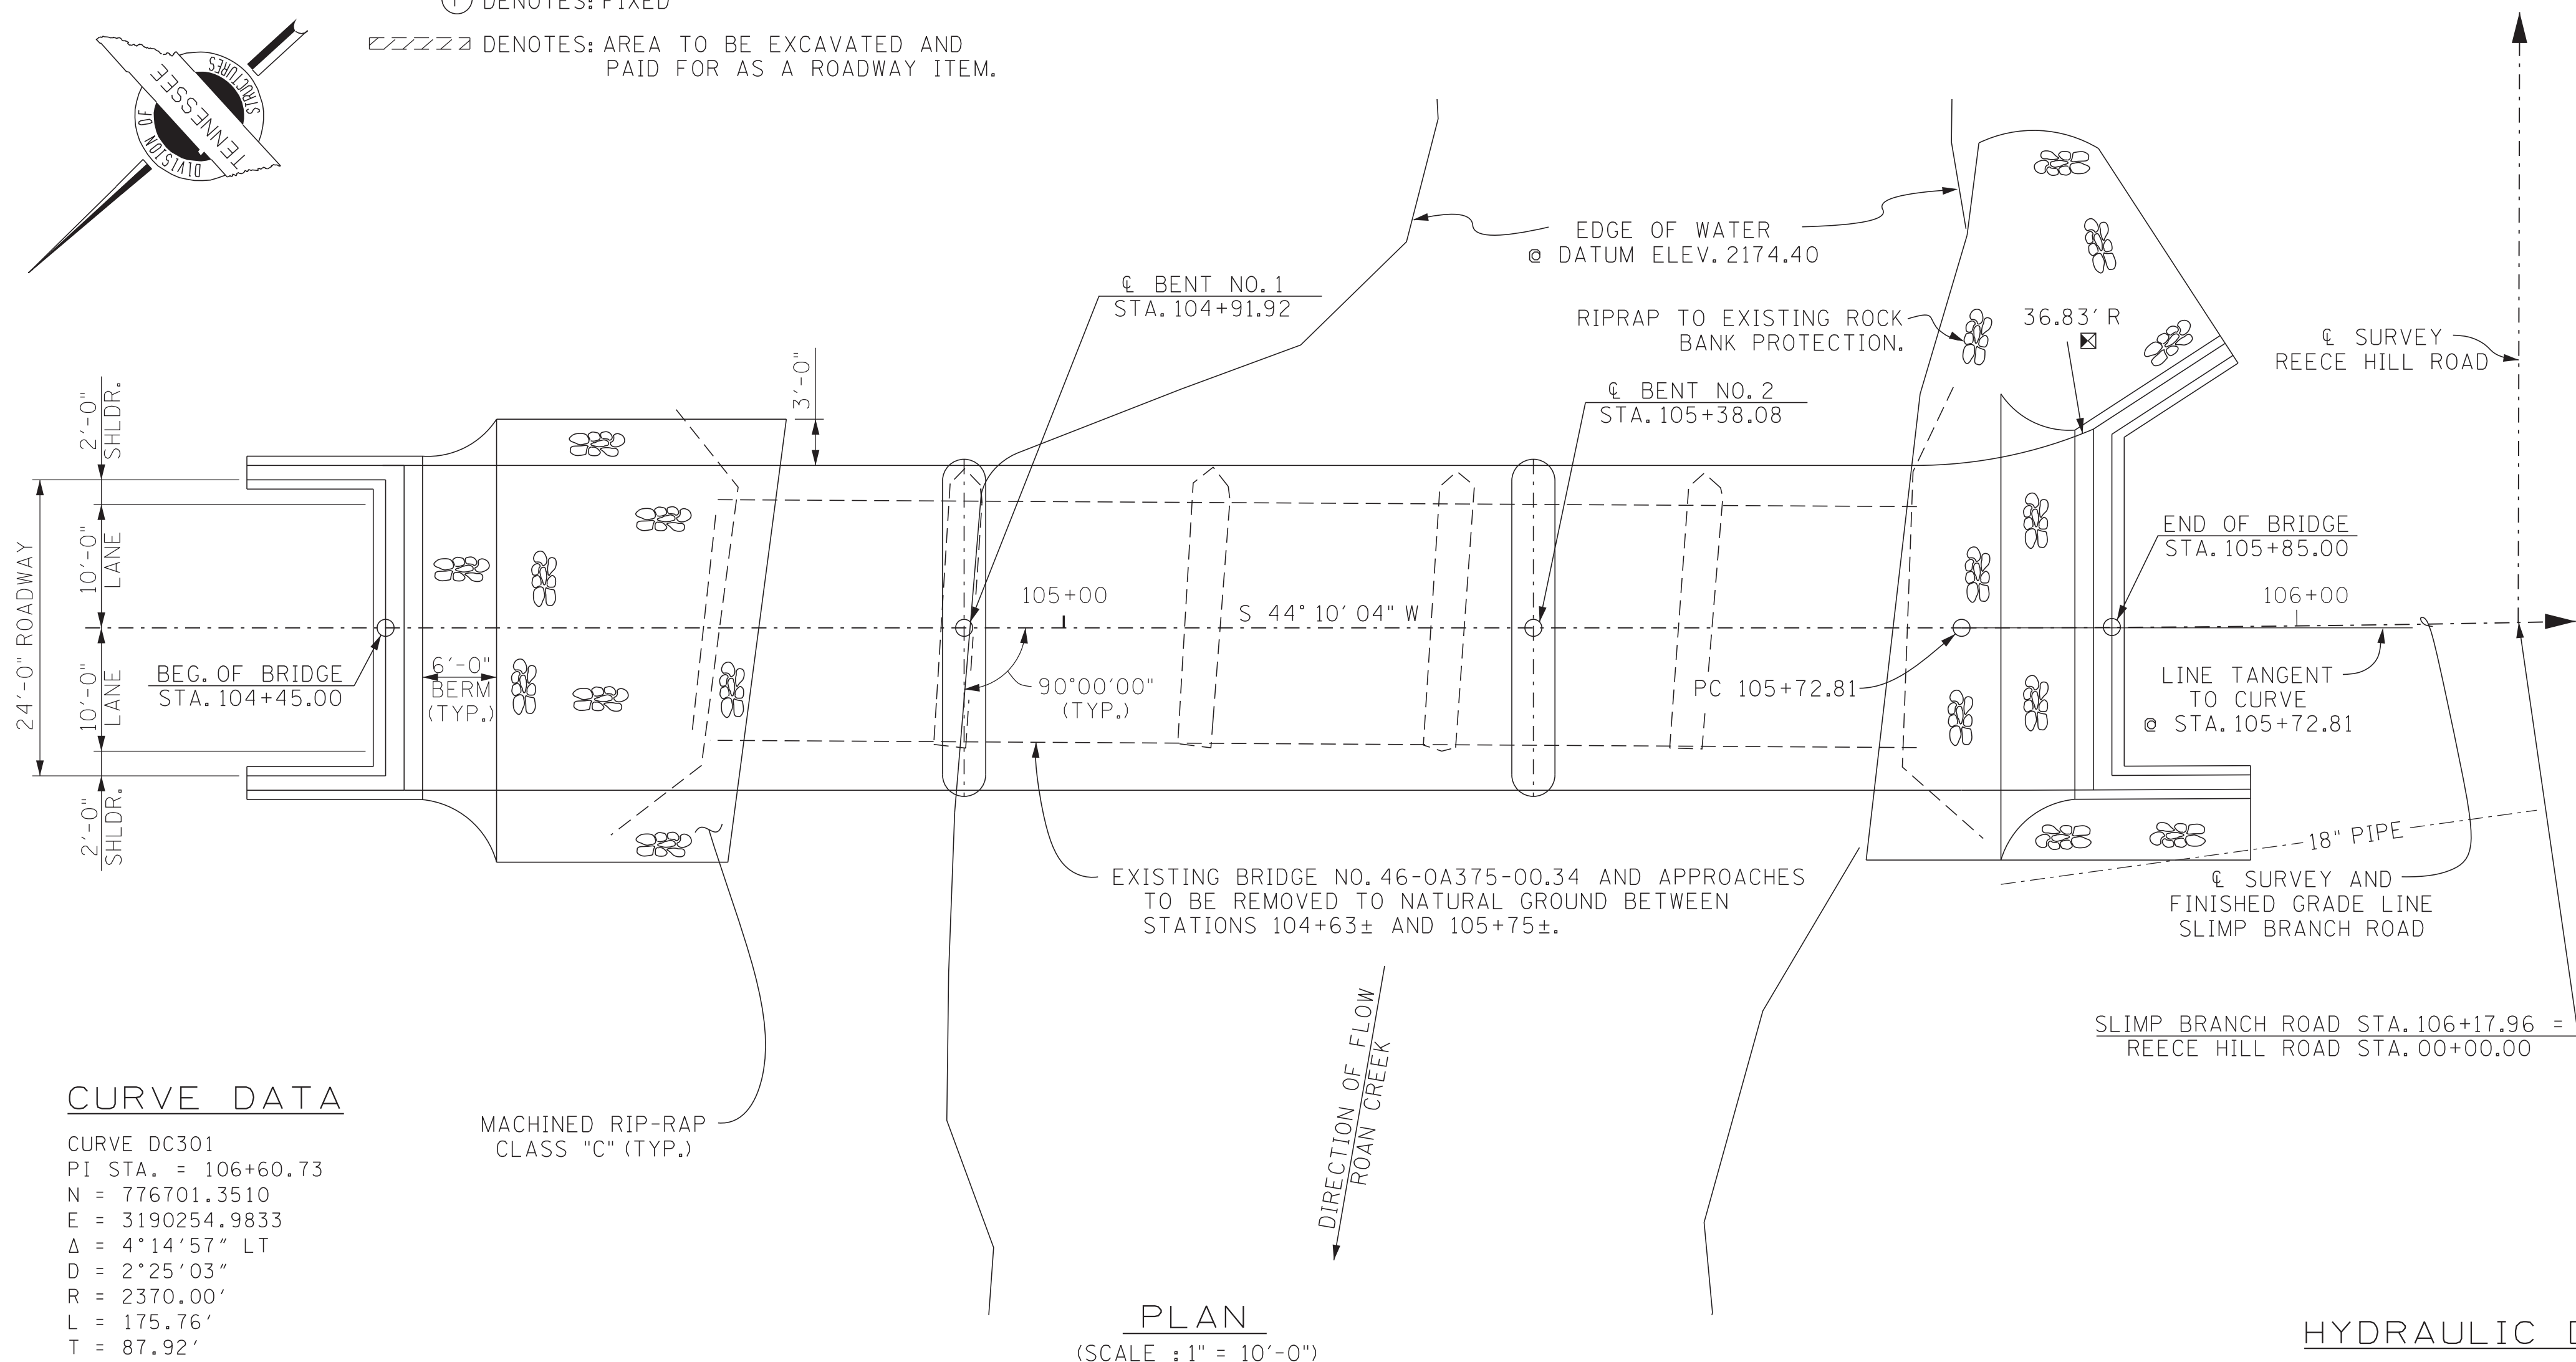 F DENOTES: FIXED
DENOTES: AREA TO BE EXCAVATED AND
PAID FOR AS A ROADWAY ITEM.
DIVISION OF
STRUCTURES
TENNESSEE
EDGE OF WATER
@ DATUM ELEV. 2174.40
℄ BENT NO. 1
STA. 104+91.92
RIPRAP TO EXISTING ROCK
BANK PROTECTION.
36.83' R
℄ SURVEY
REECE HILL ROAD
℄ BENT NO. 2
STA. 105+38.08
3'-0"
2'-0"
SHLDR.
10'-0"
LANE
24'-0" ROADWAY
10'-0"
LANE
2'-0"
SHLDR.
BEG. OF BRIDGE
STA. 104+45.00
6'-0"
BERM
(TYP.)
105+00
S 44° 10' 04" W
90°00'00"
(TYP.)
PC 105+72.81
END OF BRIDGE
STA. 105+85.00
106+00
LINE TANGENT
TO CURVE
@ STA. 105+72.81
18" PIPE
EXISTING BRIDGE NO. 46-0A375-00.34 AND APPROACHES
TO BE REMOVED TO NATURAL GROUND BETWEEN
STATIONS 104+63± AND 105+75±.
℄ SURVEY AND
FINISHED GRADE LINE
SLIMP BRANCH ROAD
DIRECTION OF FLOW
ROAN CREEK
SLIMP BRANCH ROAD STA. 106+17.96 =
REECE HILL ROAD STA. 00+00.00
MACHINED RIP-RAP
CLASS "C" (TYP.)
CURVE DATA
CURVE DC301
PI STA. = 106+60.73
N = 776701.3510
E = 3190254.9833
Δ = 4°14'57" LT
D = 2°25'03"
R = 2370.00'
L = 175.76'
T = 87.92'
PLAN
(SCALE : 1" = 10'-0")
HYDRAULIC